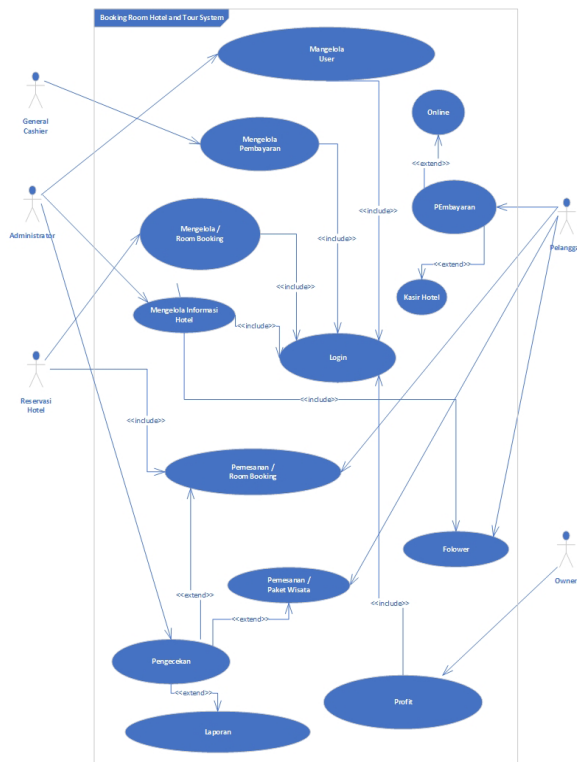 Booking Room Hotel and Tour System
Mangelola
User
General
Cashier
Online
Mengelola
Pembayaran
<<extend>>
Administrator
PEmbayaran
<<include>>
<<include>>
Pelangga
Mengelola /
Room Booking
<<extend>>
<<include>>
Kasir Hotel
Mengelola Informasi
Hotel
<<include>>
Login
Reservasi
Hotel
<<include>>
<<include>>
Pemesanan /
Room Booking
Folower
Pemesanan /
Paket Wisata
Owner
<<extend>>
<<include>>
<<extend>>
Pengecekan
<<extend>>
Profit
Laporan